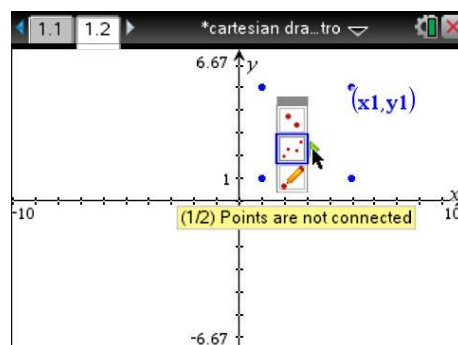 1.1 1.2 *cartesian dra…tro
6.67 y
(x1,y1)
1
-10 x 10
(1/2) Points are not connected
-6.67